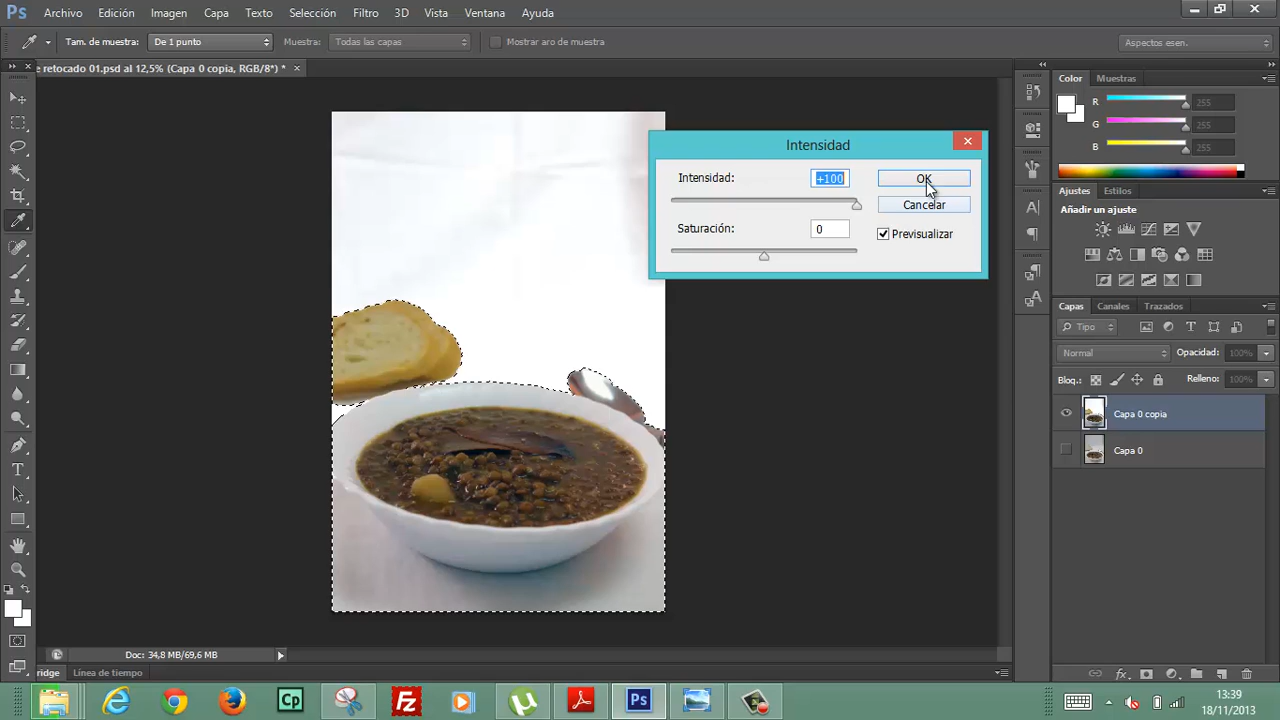 Ps Archivo Edición Imagen Capa Texto Selección Filtro 3D Vista Ventana Ayuda
Tam. de muestra: De 1 punto Muestra: Todas las capas Mostrar aro de muestra Aspectos esen.
e retocado 01.psd al 12,5% (Capa 0 copia, RGB/8*) * ×
Color Muestras
R 255
G 255
B 255
Ajustes Estilos
Añadir un ajuste
Intensidad
Intensidad: +100 OK
Cancelar
Saturación: 0 Previsualizar
Capas Canales Trazados
Tipo
Normal Opacidad: 100%
Bloq.: Relleno: 100%
Capa 0 copia
Capa 0
Doc: 34,8 MB/69,6 MB
ridge Línea de tiempo
Cp Fz Ps
13:39
18/11/2013